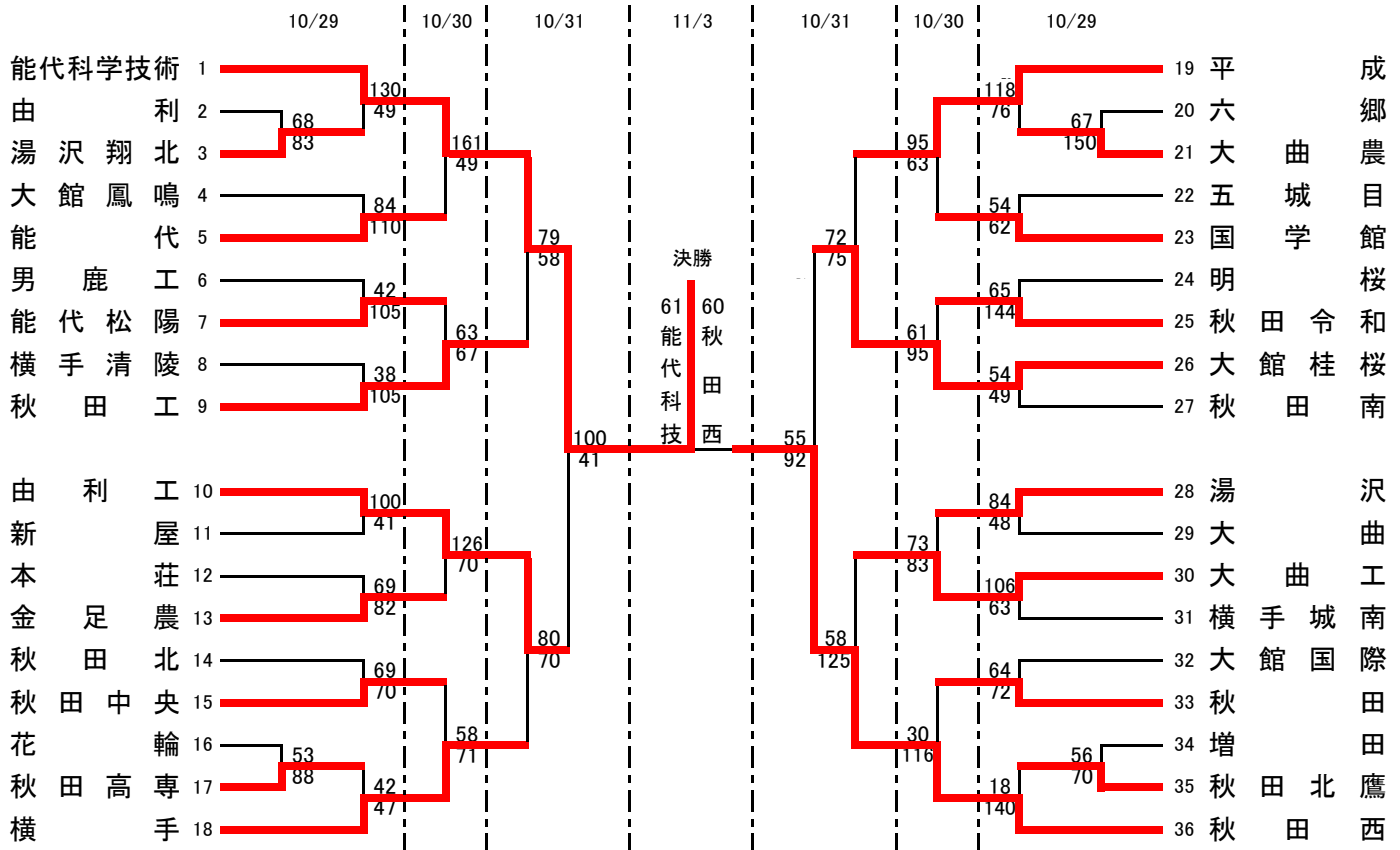 10/29 10/30 10/31 11/3 10/31 10/30 10/29
能代科学技術 1
由利 2
湯沢翔北 3
大館鳳鳴 4
能代 5
男鹿工 6
能代松陽 7
横手清陵 8
秋田工 9
由利工 10
新屋 11
本荘 12
金足農 13
秋田北 14
秋田中央 15
花輪 16
秋田高専 17
横手 18
68
83
53
88
130
49
84
110
42
105
38
105
100
41
69
82
69
70
42
47
161
49
63
67
126
70
58
71
79
58
80
70
100
41
決勝
61 能代科技
60 秋田西
55
92
72
75
58
125
95
63
61
95
73
83
30
116
118
76
54
62
65
144
54
49
84
48
106
63
64
72
18
140
67
150
56
70
19 平成
20 六郷
21 大曲農
22 五城目
23 国学館
24 明桜
25 秋田令和
26 大館桂桜
27 秋田南
28 湯沢
29 大曲
30 大曲工
31 横手城南
32 大館国際
33 秋田
34 増田
35 秋田北鷹
36 秋田西